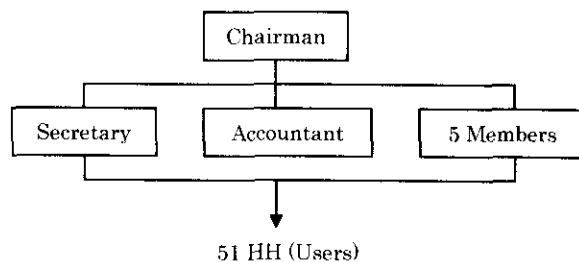 Chairman
Secretary
Accountant
5 Members
51 HH (Users)